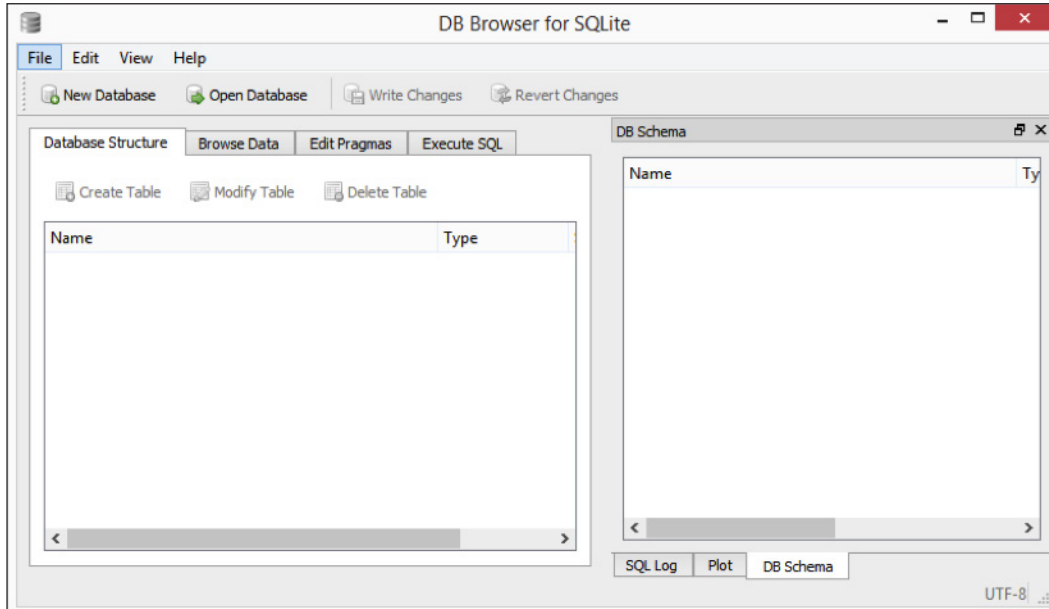 DB Browser for SQLite
File Edit View Help
New Database Open Database Write Changes Revert Changes
Database Structure Browse Data Edit Pragmas Execute SQL
Create Table Modify Table Delete Table
Name Type
DB Schema
Name Ty
SQL Log Plot DB Schema
UTF-8